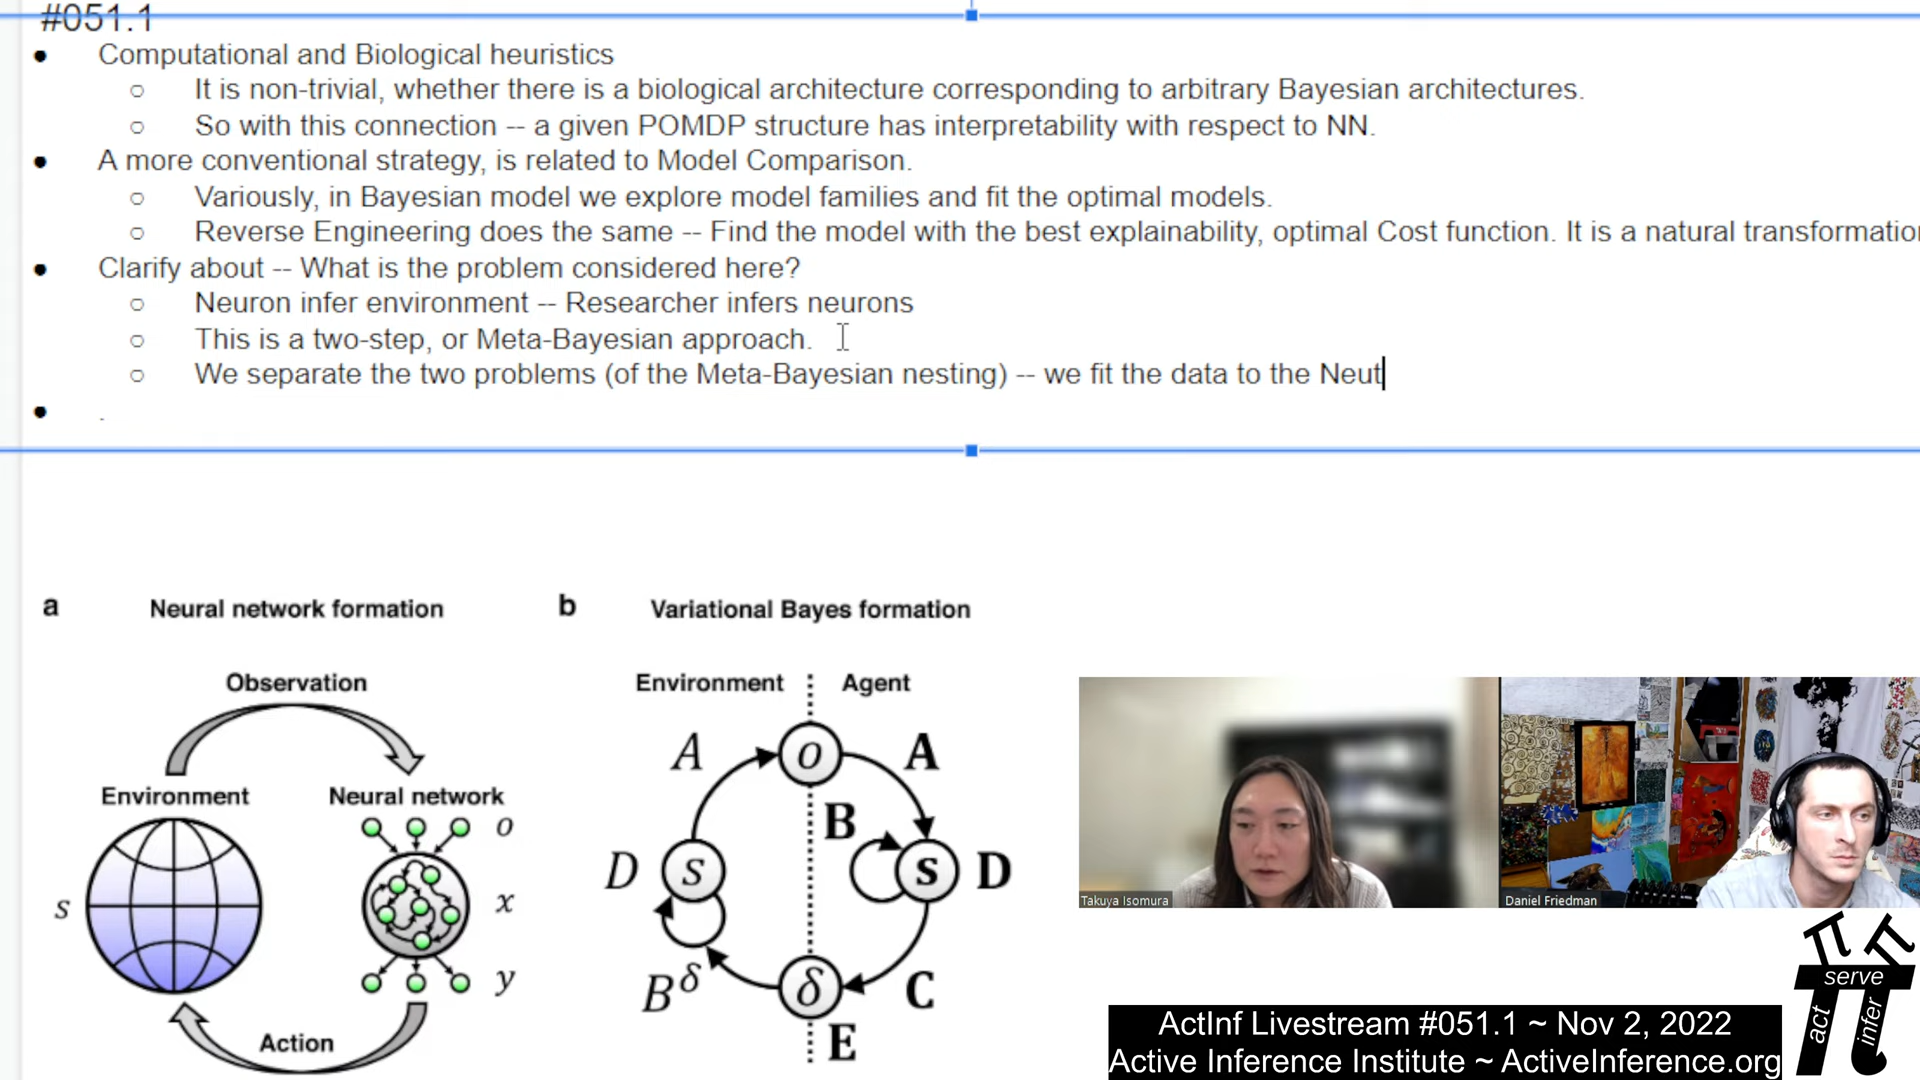 #051.1
● Computational and Biological heuristics
○ It is non-trivial, whether there is a biological architecture corresponding to arbitrary Bayesian architectures.
○ So with this connection -- a given POMDP structure has interpretability with respect to NN.
● A more conventional strategy, is related to Model Comparison.
○ Variously, in Bayesian model we explore model families and fit the optimal models.
○ Reverse Engineering does the same -- Find the model with the best explainability, optimal Cost function. It is a natural transformatio
● Clarify about -- What is the problem considered here?
○ Neuron infer environment -- Researcher infers neurons
○ This is a two-step, or Meta-Bayesian approach.
○ We separate the two problems (of the Meta-Bayesian nesting) -- we fit the data to the Neut
● .
a Neural network formation
Observation
Environment
Neural network
o
s
x
y
Action
b Variational Bayes formation
Environment
Agent
A
o
A
B
D
s
s
D
B^δ
δ
C
E
Takuya Isomura
Daniel Friedman
act
serve
infer
ActInf Livestream #051.1 ~ Nov 2, 2022
Active Inference Institute ~ ActiveInference.org